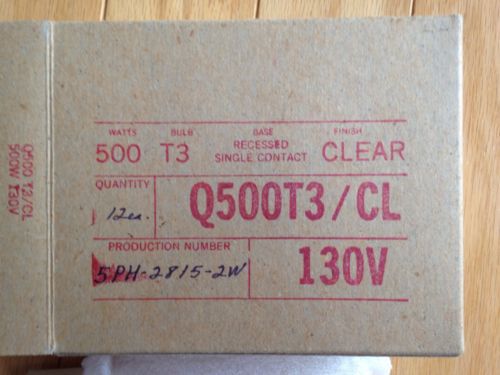 WATTS BULB BASE FINISH
500 T3 RECESSED SINGLE CONTACT CLEAR
QUANTITY
12ea. Q500T3/CL
PRODUCTION NUMBER
5PH-2815-2W 130V
Q500 T3/CL
500W 130V